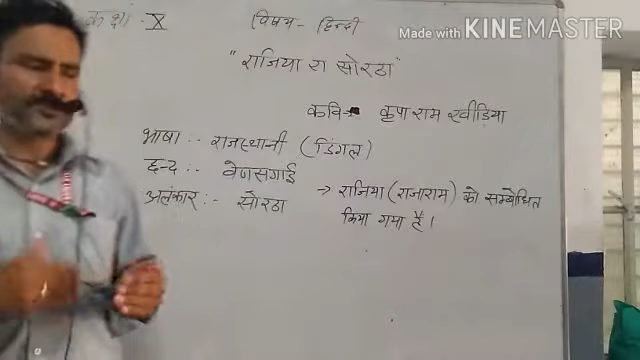 कक्षा - X
विषय - हिन्दी
Made with KINEMASTER
"राजिया रा सोरठा"
कवि → कृपा राम खीड़िया
भाषा :- राजस्थानी (डिंगल)
छन्द :- वेणसगाई
अलंकार :- सोरठा
→ राजिया (राजाराम) को सम्बोधित
किया गया है।